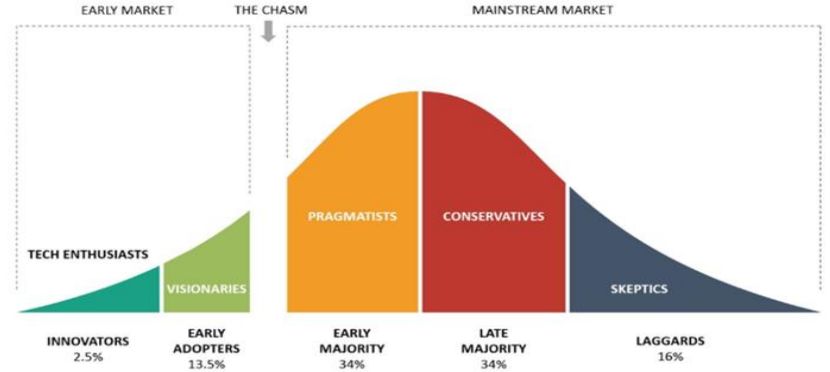 EARLY MARKET
THE CHASM
MAINSTREAM MARKET
PRAGMATISTS
CONSERVATIVES
TECH ENTHUSIASTS
VISIONARIES
SKEPTICS
INNOVATORS
2.5%
EARLY
ADOPTERS
13.5%
EARLY
MAJORITY
34%
LATE
MAJORITY
34%
LAGGARDS
16%